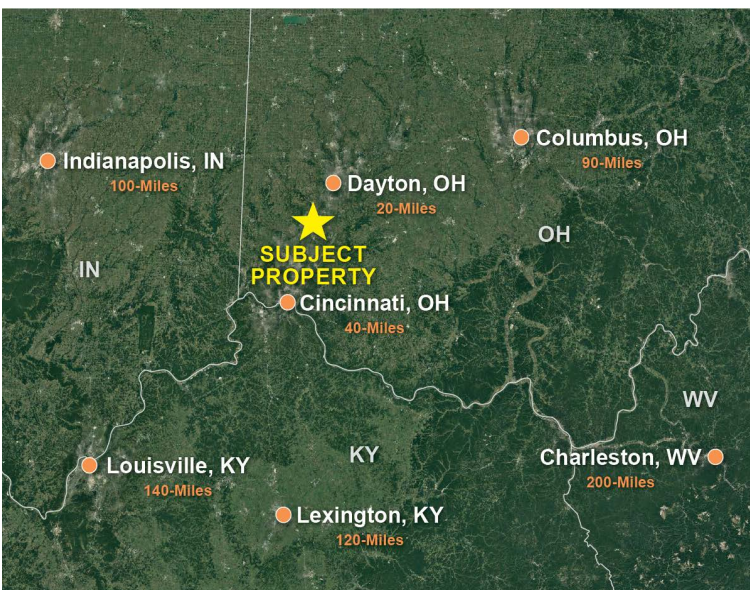 Columbus, OH
90-Miles
Indianapolis, IN
100-Miles
Dayton, OH
20-Miles
OH
SUBJECT
PROPERTY
IN
Cincinnati, OH
40-Miles
WV
KY
Charleston, WV
200-Miles
Louisville, KY
140-Miles
Lexington, KY
120-Miles